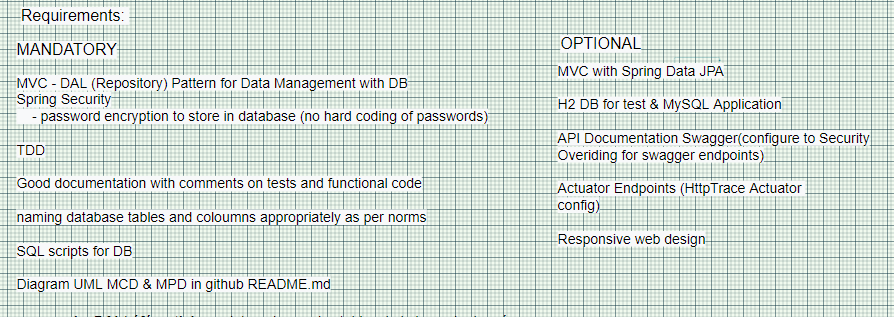 Requirements:
MANDATORY
MVC - DAL (Repository) Pattern for Data Management with DB
Spring Security
- password encryption to store in database (no hard coding of passwords)
TDD
Good documentation with comments on tests and functional code
naming database tables and coloumns appropriately as per norms
SQL scripts for DB
Diagram UML MCD & MPD in github README.md
OPTIONAL
MVC with Spring Data JPA
H2 DB for test & MySQL Application
API Documentation Swagger(configure to Security
Overiding for swagger endpoints)
Actuator Endpoints (HttpTrace Actuator
config)
Responsive web design